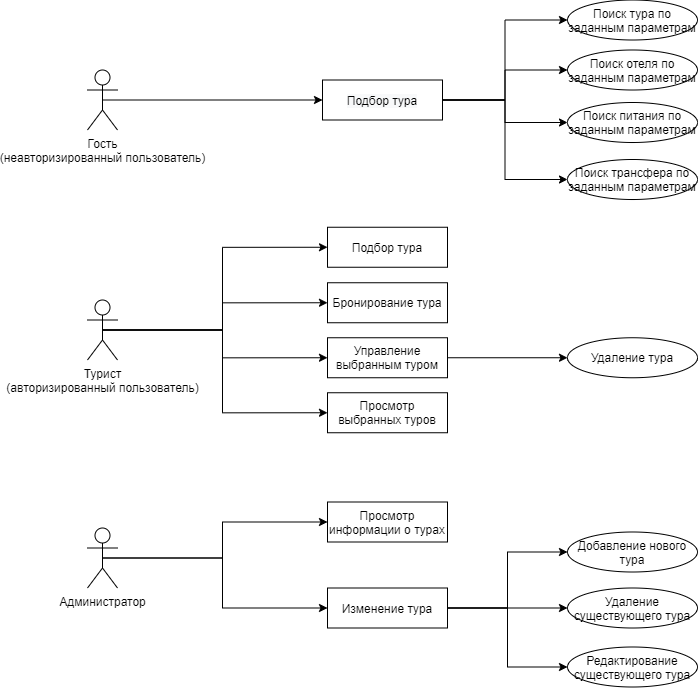 Поиск тура по
заданным параметрам
Поиск отеля по
заданным параметрам
Подбор тура
Поиск питания по
заданным параметрам
Гость
(неавторизированный пользователь)
Поиск трансфера по
заданным параметрам
Подбор тура
Бронирование тура
Управление
выбранным туром
Удаление тура
Турист
(авторизированный пользователь)
Просмотр
выбранных туров
Просмотр
информации о турах
Добавление нового
тура
Администратор
Изменение тура
Удаление
существующего тура
Редактирование
существующего тура